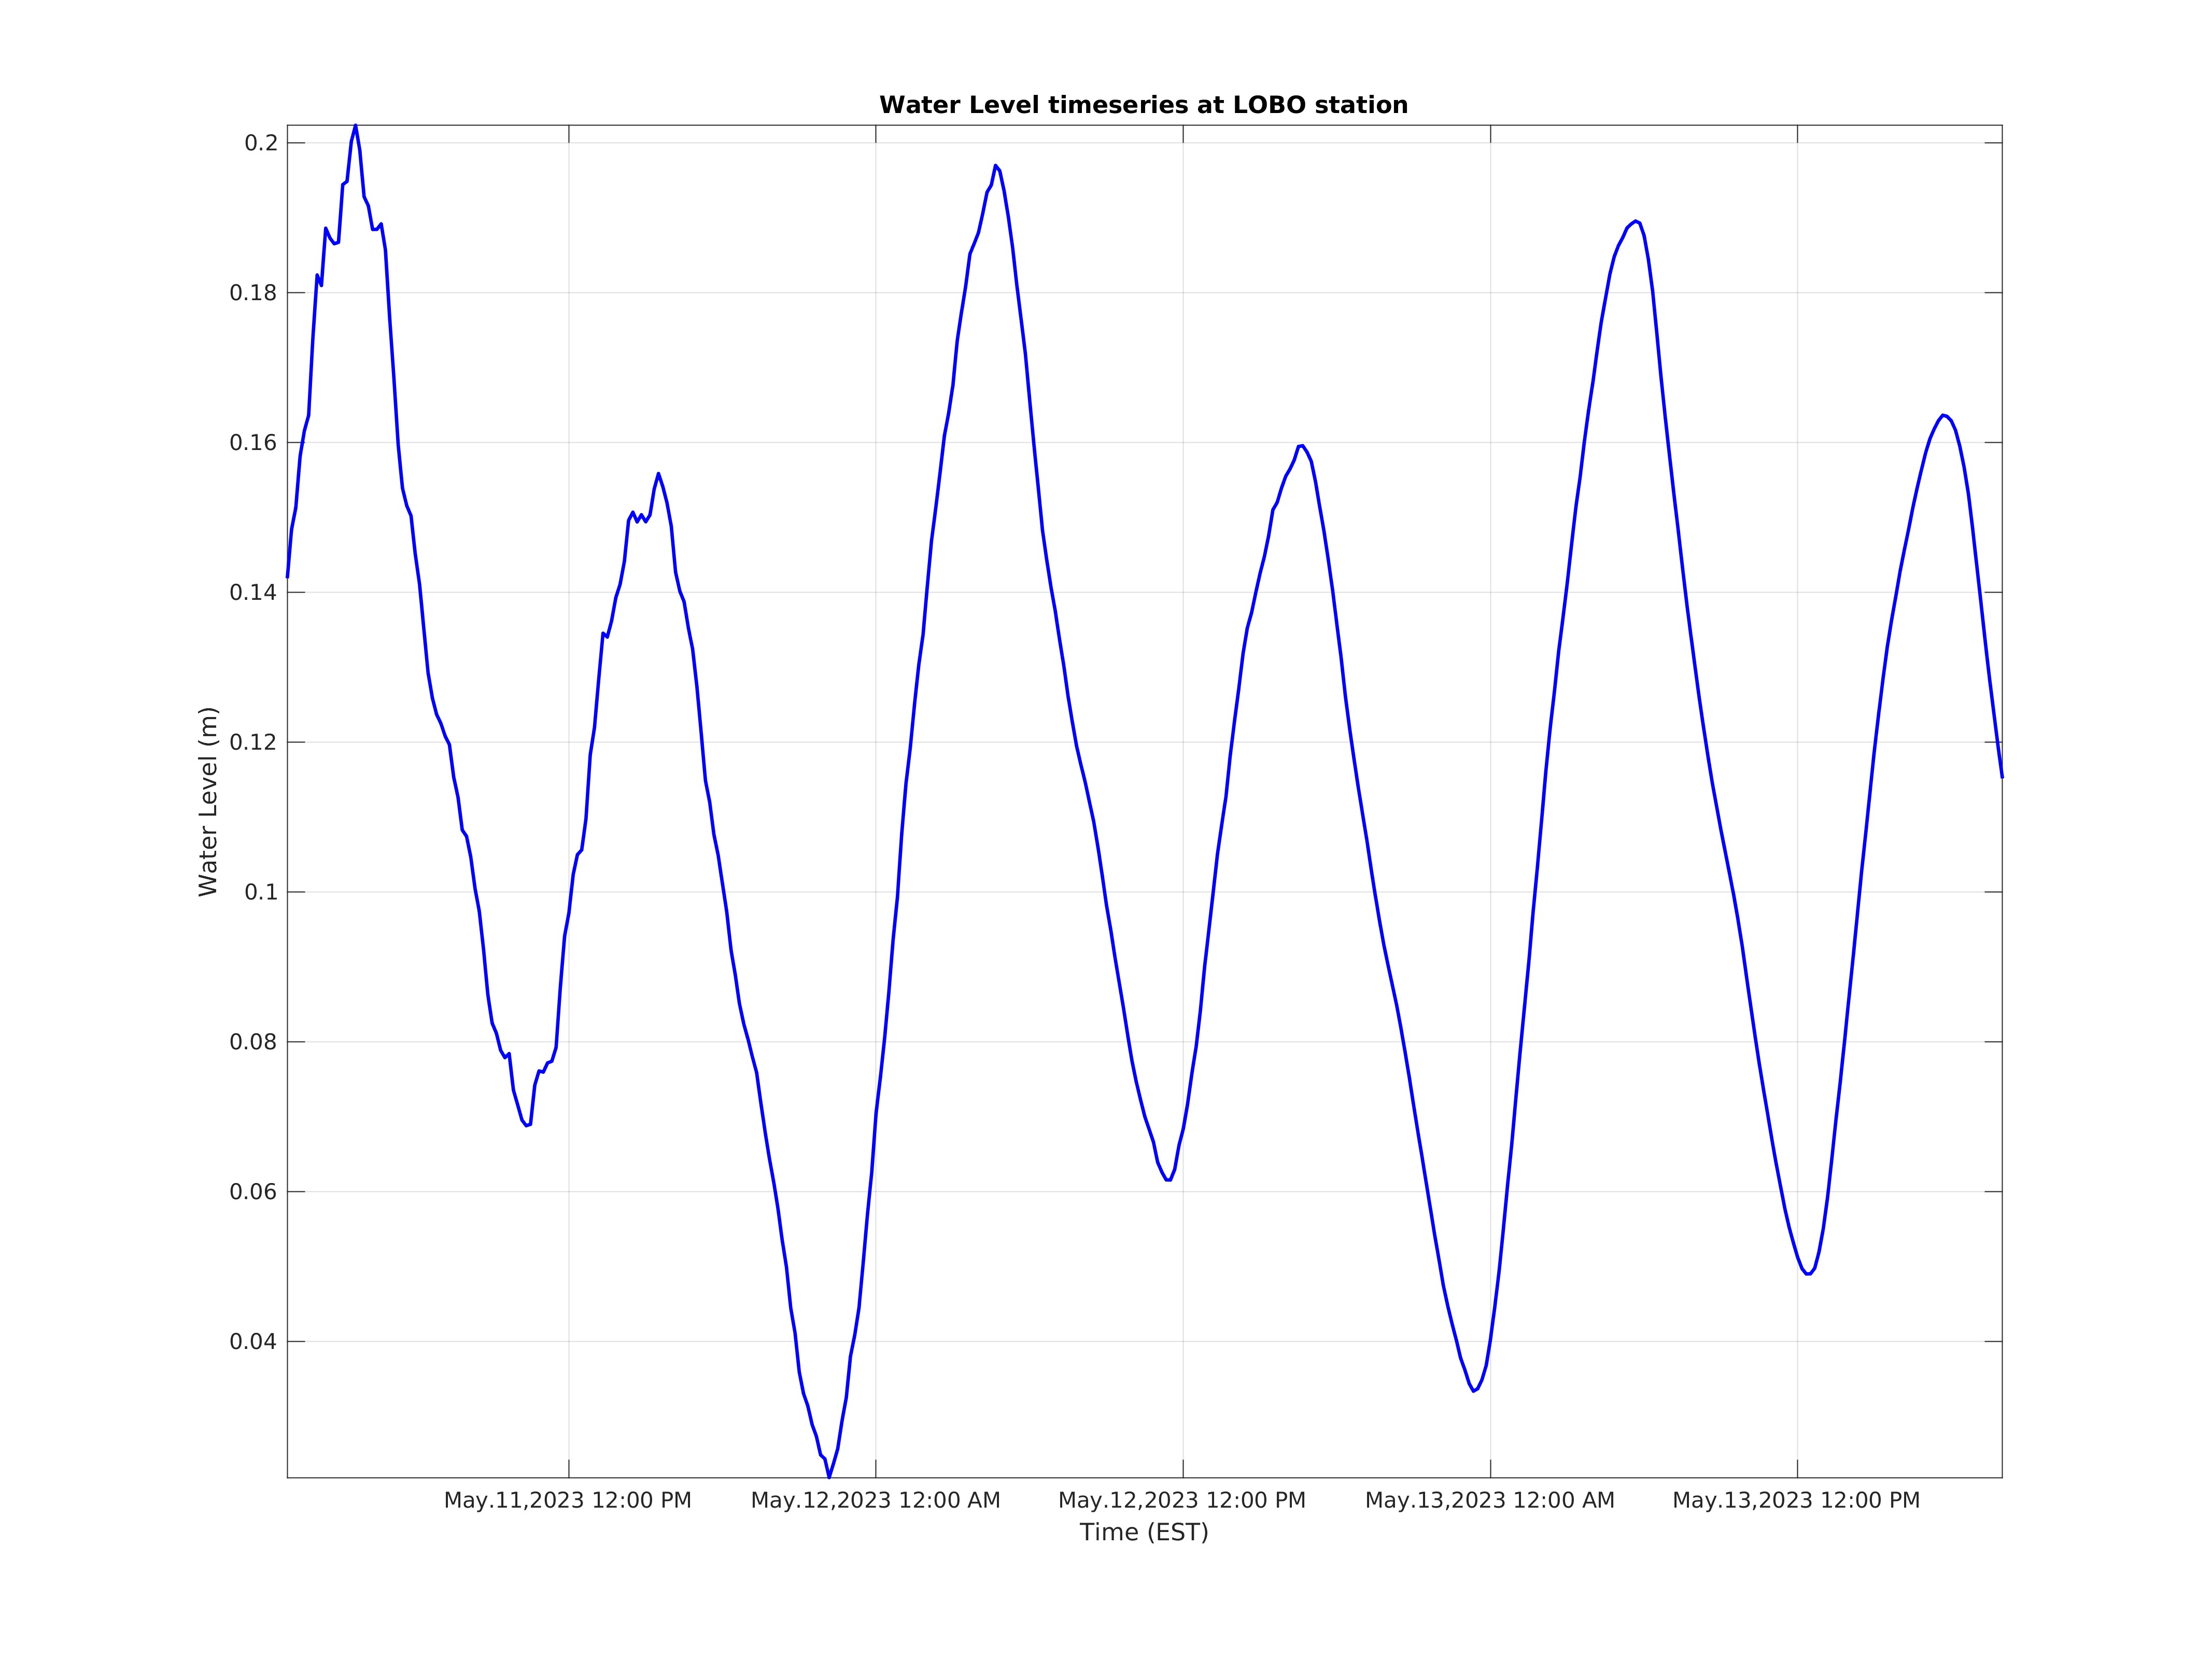 Water Level timeseries at LOBO station
0.2
0.18
0.16
0.14
0.12
0.1
0.08
0.06
0.04
Water Level (m)
May.11,2023 12:00 PM
May.12,2023 12:00 AM
May.12,2023 12:00 PM
May.13,2023 12:00 AM
May.13,2023 12:00 PM
Time (EST)